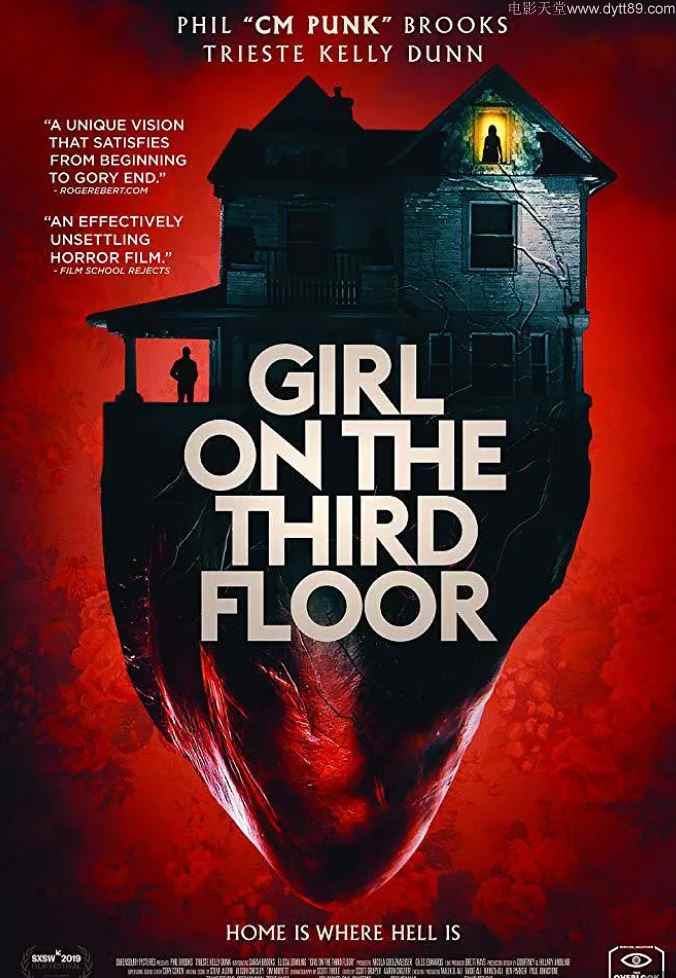 电影天堂www.dytt89.com
PHIL “CM PUNK” BROOKS
TRIESTE KELLY DUNN
“A UNIQUE VISION
THAT SATISFIES
FROM BEGINNING
TO GORY END.”
- ROGEREBERT.COM
“AN EFFECTIVELY
UNSETTLING
HORROR FILM.”
- FILM SCHOOL REJECTS
GIRL
ON THE
THIRD
FLOOR
HOME IS WHERE HELL IS
SXSW 2019
FILM FESTIVAL